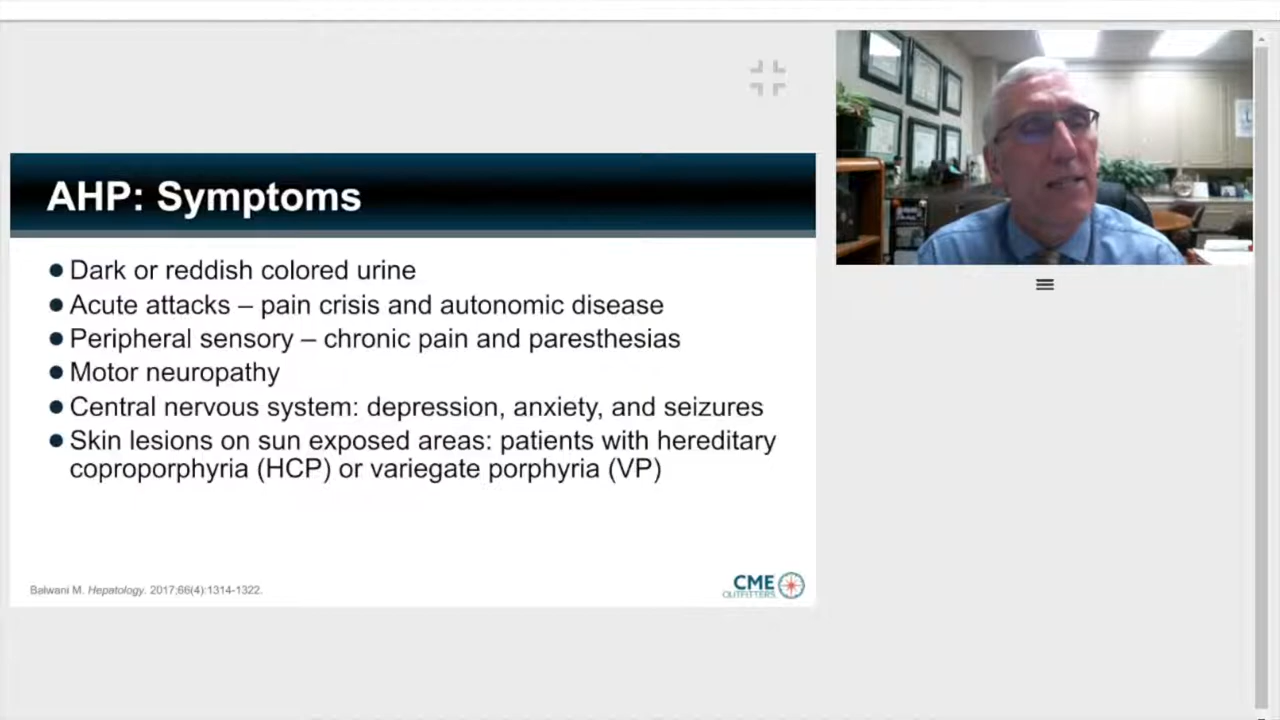 AHP: Symptoms
● Dark or reddish colored urine
● Acute attacks – pain crisis and autonomic disease
● Peripheral sensory – chronic pain and paresthesias
● Motor neuropathy
● Central nervous system: depression, anxiety, and seizures
● Skin lesions on sun exposed areas: patients with hereditary
coproporphyria (HCP) or variegate porphyria (VP)
Balwani M. Hepatology. 2017;66(4):1314-1322.
CME
OUTFITTERS